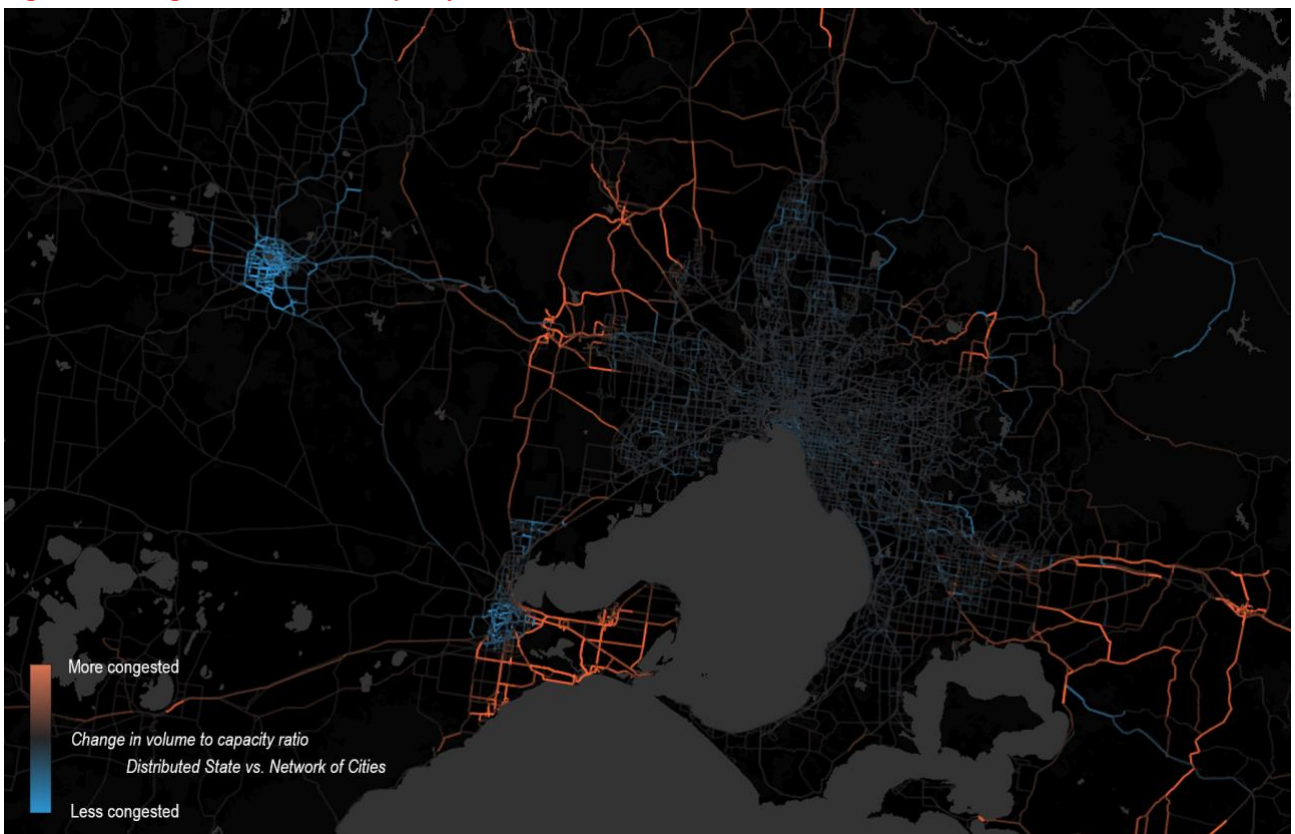 More congested
Change in volume to capacity ratio
Distributed State vs. Network of Cities
Less congested